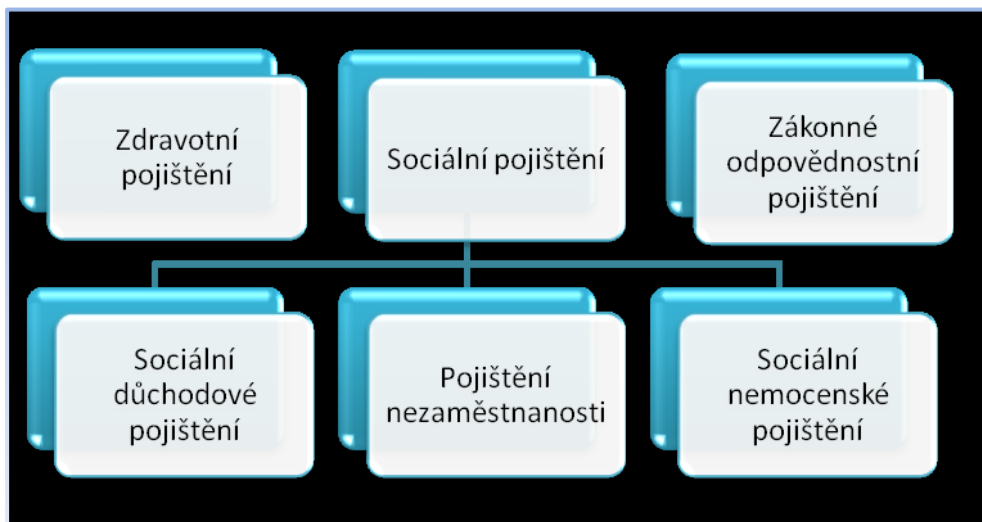 Zdravotní
pojištění
Sociální pojištění
Zákonné
odpovědnostní
pojištění
Sociální
důchodové
pojištění
Pojištění
nezaměstnanosti
Sociální
nemocenské
pojištění